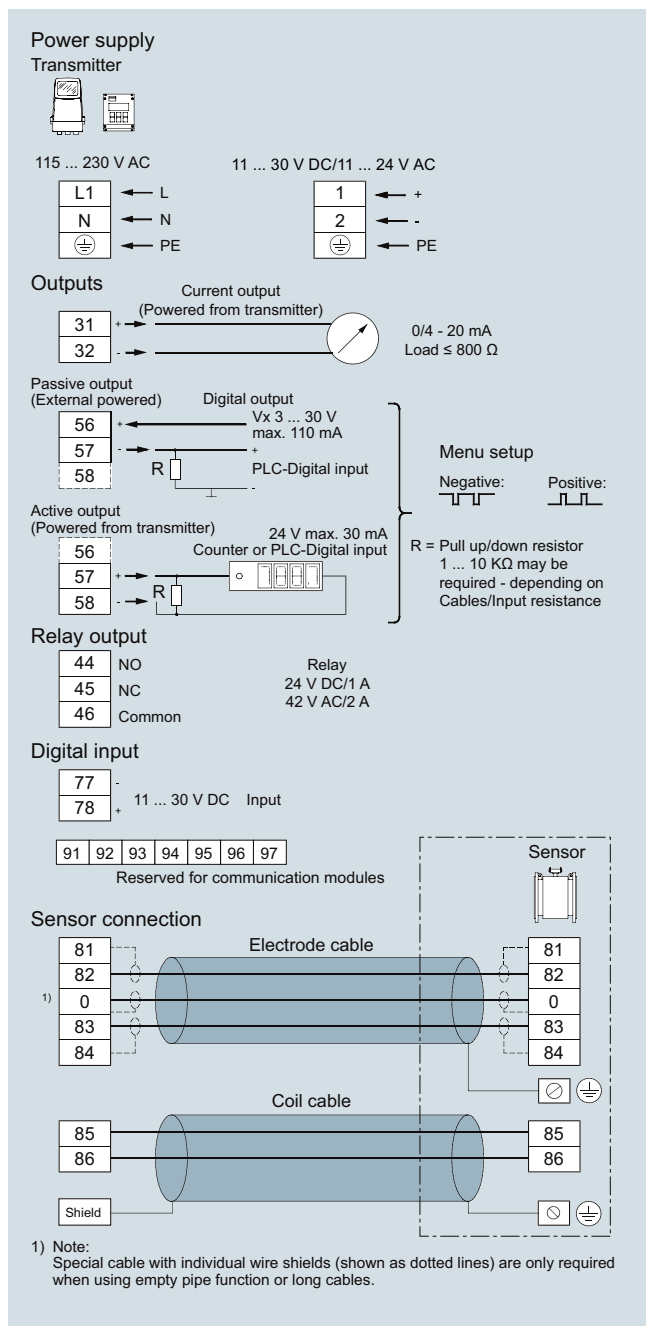 Power supply
Transmitter
115 ... 230 V AC
11 ... 30 V DC/11 ... 24 V AC
L1 L
N N
PE
1 +
2 -
PE
Outputs
Current output
(Powered from transmitter)
31 +
32 -
0/4 - 20 mA
Load ≤ 800 Ω
Passive output
(External powered)
Digital output
56 + Vx 3 ... 30 V
max. 110 mA
57 - +
58 R PLC-Digital input
-
Menu setup
Negative: Positive:
R = Pull up/down resistor
1 ... 10 KΩ may be
required - depending on
Cables/Input resistance
Active output
(Powered from transmitter)
24 V max. 30 mA
Counter or PLC-Digital input
56
57 +
58 - R
Relay output
44 NO
45 NC
46 Common
Relay
24 V DC/1 A
42 V AC/2 A
Digital input
77 -
78 +
11 ... 30 V DC Input
91 92 93 94 95 96 97
Reserved for communication modules
Sensor
Sensor connection
Electrode cable
81 81
82 82
1) 0 0
83 83
84 84
Coil cable
85 85
86 86
Shield
1) Note:
Special cable with individual wire shields (shown as dotted lines) are only required
when using empty pipe function or long cables.